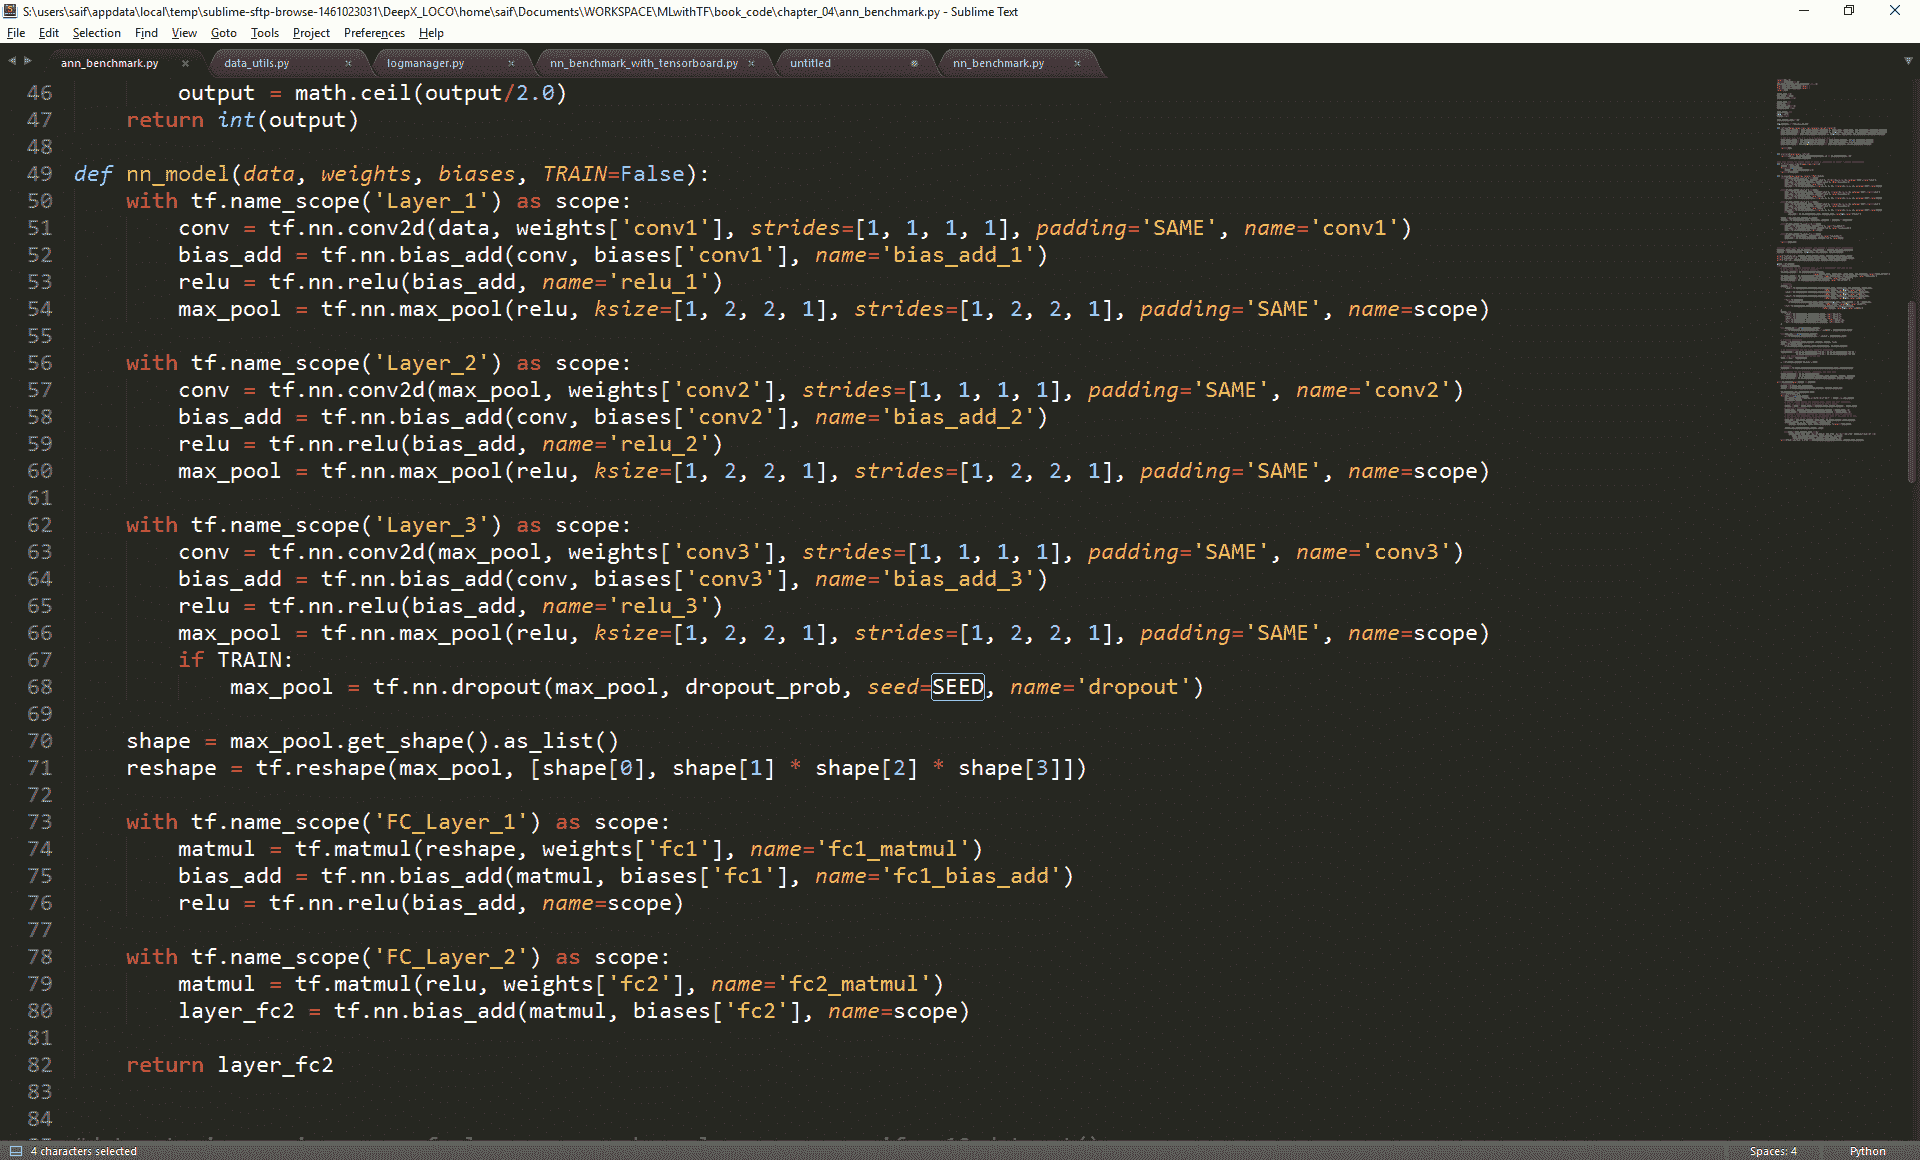 S:\users\saif\appdata\local\temp\sublime-sftp-browse-1461023031\DeepX_LOCO\home\saif\Documents\WORKSPACE\MLwithTF\book_code\chapter_04\ann_benchmark.py - Sublime Text
File Edit Selection Find View Goto Tools Project Preferences Help
ann_benchmark.py data_utils.py logmanager.py nn_benchmark_with_tensorboard.py untitled nn_benchmark.py
46         output = math.ceil(output/2.0)
47     return int(output)
48
49 def nn_model(data, weights, biases, TRAIN=False):
50     with tf.name_scope('Layer_1') as scope:
51         conv = tf.nn.conv2d(data, weights['conv1'], strides=[1, 1, 1, 1], padding='SAME', name='conv1')
52         bias_add = tf.nn.bias_add(conv, biases['conv1'], name='bias_add_1')
53         relu = tf.nn.relu(bias_add, name='relu_1')
54         max_pool = tf.nn.max_pool(relu, ksize=[1, 2, 2, 1], strides=[1, 2, 2, 1], padding='SAME', name=scope)
55
56     with tf.name_scope('Layer_2') as scope:
57         conv = tf.nn.conv2d(max_pool, weights['conv2'], strides=[1, 1, 1, 1], padding='SAME', name='conv2')
58         bias_add = tf.nn.bias_add(conv, biases['conv2'], name='bias_add_2')
59         relu = tf.nn.relu(bias_add, name='relu_2')
60         max_pool = tf.nn.max_pool(relu, ksize=[1, 2, 2, 1], strides=[1, 2, 2, 1], padding='SAME', name=scope)
61
62     with tf.name_scope('Layer_3') as scope:
63         conv = tf.nn.conv2d(max_pool, weights['conv3'], strides=[1, 1, 1, 1], padding='SAME', name='conv3')
64         bias_add = tf.nn.bias_add(conv, biases['conv3'], name='bias_add_3')
65         relu = tf.nn.relu(bias_add, name='relu_3')
66         max_pool = tf.nn.max_pool(relu, ksize=[1, 2, 2, 1], strides=[1, 2, 2, 1], padding='SAME', name=scope)
67         if TRAIN:
68             max_pool = tf.nn.dropout(max_pool, dropout_prob, seed=SEED, name='dropout')
69
70     shape = max_pool.get_shape().as_list()
71     reshape = tf.reshape(max_pool, [shape[0], shape[1] * shape[2] * shape[3]])
72
73     with tf.name_scope('FC_Layer_1') as scope:
74         matmul = tf.matmul(reshape, weights['fc1'], name='fc1_matmul')
75         bias_add = tf.nn.bias_add(matmul, biases['fc1'], name='fc1_bias_add')
76         relu = tf.nn.relu(bias_add, name=scope)
77
78     with tf.name_scope('FC_Layer_2') as scope:
79         matmul = tf.matmul(relu, weights['fc2'], name='fc2_matmul')
80         layer_fc2 = tf.nn.bias_add(matmul, biases['fc2'], name=scope)
81
82     return layer_fc2
83
84
4 characters selected Spaces: 4 Python